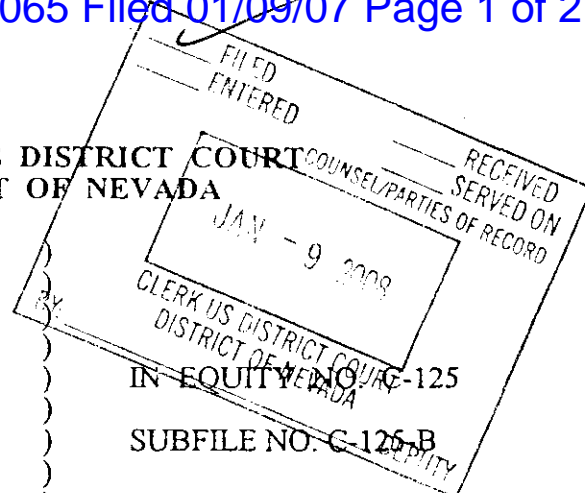 065 Filed 01/09/07 Page 1 of 2
FILED
ENTERED
RECEIVED
SERVED ON
COUNSEL/PARTIES OF RECORD
DISTRICT COURT
OF NEVADA
JAN - 9 2008
CLERK US DISTRICT COURT
DISTRICT OF NEVADA
BY:
DEPUTY
)
)
)
)
) IN EQUITY NO. C-125
)
) SUBFILE NO. C-125-B
)